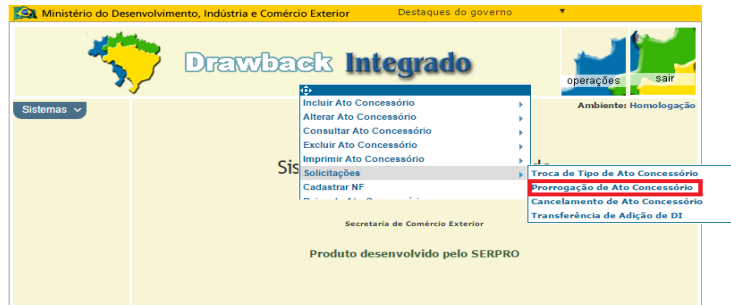 Ministério do Desenvolvimento, Indústria e Comércio Exterior Destaques do governo
Drawback Integrado
operações sair
Sistemas
Ambiente: Homologação
Incluir Ato Concessório
Alterar Ato Concessório
Consultar Ato Concessório
Excluir Ato Concessório
Imprimir Ato Concessório
Sis
Solicitações
Cadastrar NF
Troca de Tipo de Ato Concessório
Prorrogação de Ato Concessório
Cancelamento de Ato Concessório
Transferência de Adição de DI
Secretaria de Comércio Exterior
Produto desenvolvido pelo SERPRO